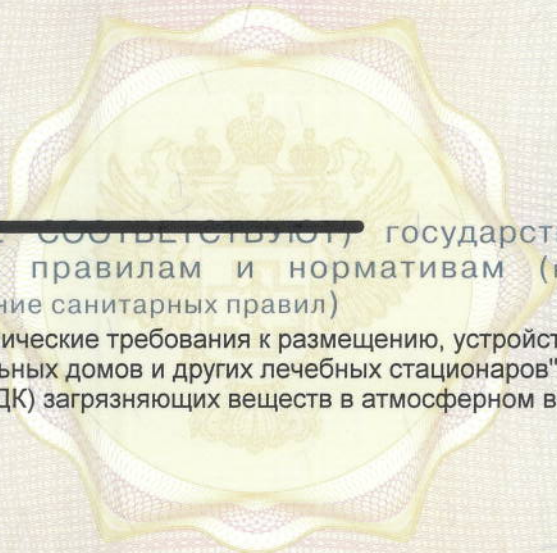 СООТВЕТСТВУЮТ) государст
правилам и нормативам (
ние санитарных правил)
ические требования к размещению, устройст
ьных домов и других лечебных стационаров"
ДК) загрязняющих веществ в атмосферном в